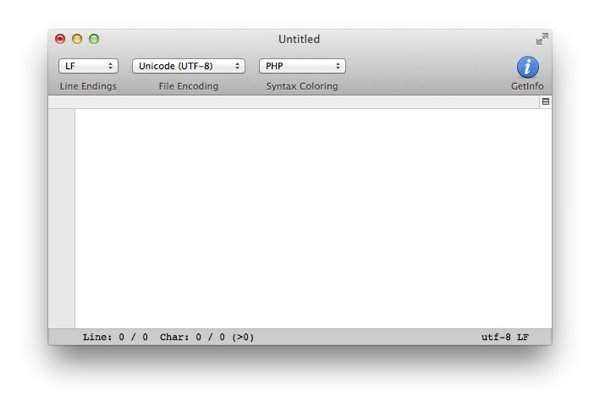 Untitled
LF Unicode (UTF-8) PHP
Line Endings File Encoding Syntax Coloring GetInfo
Line: 0 / 0 Char: 0 / 0 (>0) utf-8 LF